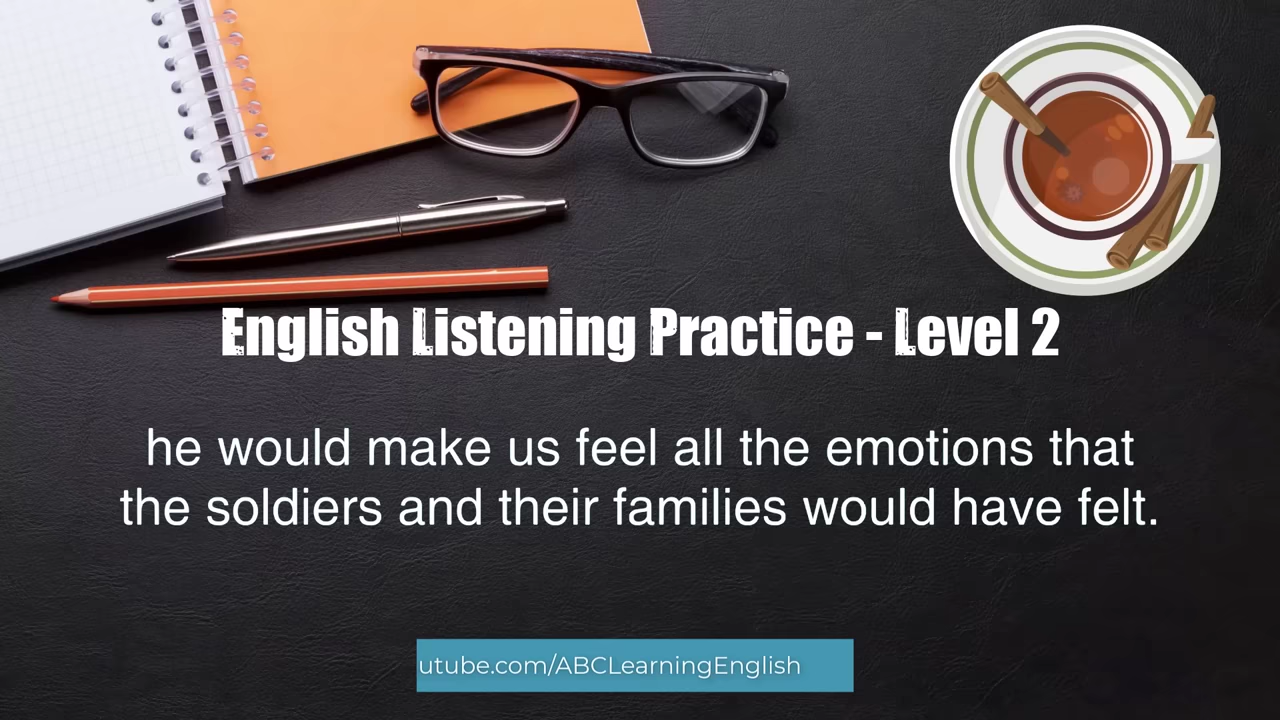 English Listening Practice - Level 2
he would make us feel all the emotions that
the soldiers and their families would have felt.
utube.com/ABCLearningEnglish